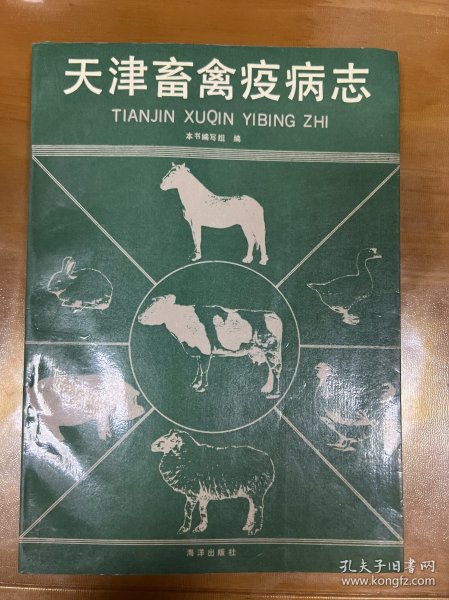 天津畜禽疫病志
TIANJIN XUQIN YIBING ZHI
本书编写组 编
海洋出版社
孔夫子旧书网
www.kongfz.com